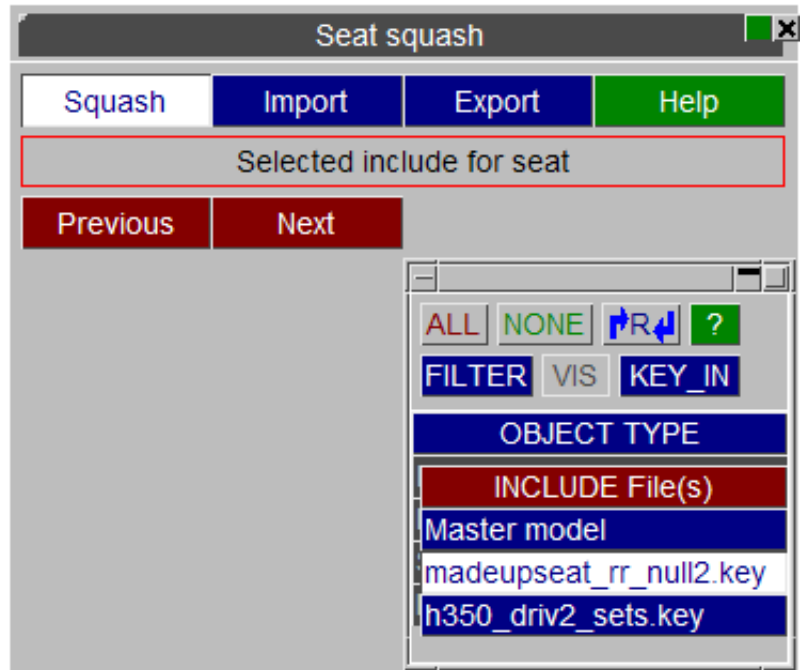 Seat squash
Squash Import Export Help
Selected include for seat
Previous Next
ALL NONE R ?
FILTER VIS KEY_IN
OBJECT TYPE
INCLUDE File(s)
Master model
madeupseat_rr_null2.key
h350_driv2_sets.key